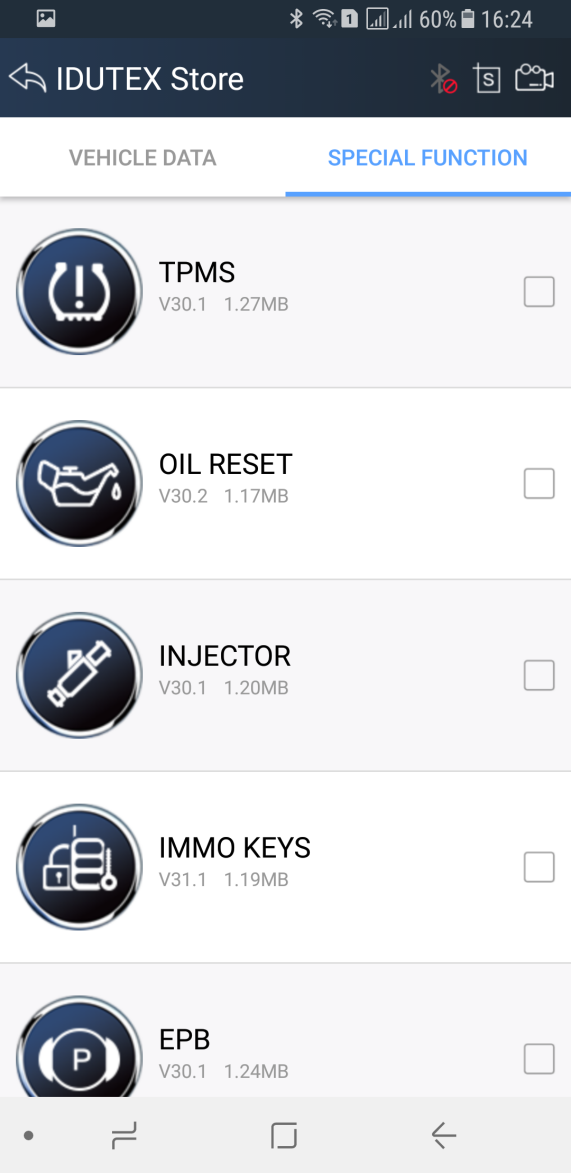 1 60% 16:24
IDUTEX Store
S
VEHICLE DATA SPECIAL FUNCTION
TPMS
V30.1 1.27MB
OIL RESET
V30.2 1.17MB
INJECTOR
V30.1 1.20MB
IMMO KEYS
V31.1 1.19MB
P
EPB
V30.1 1.24MB